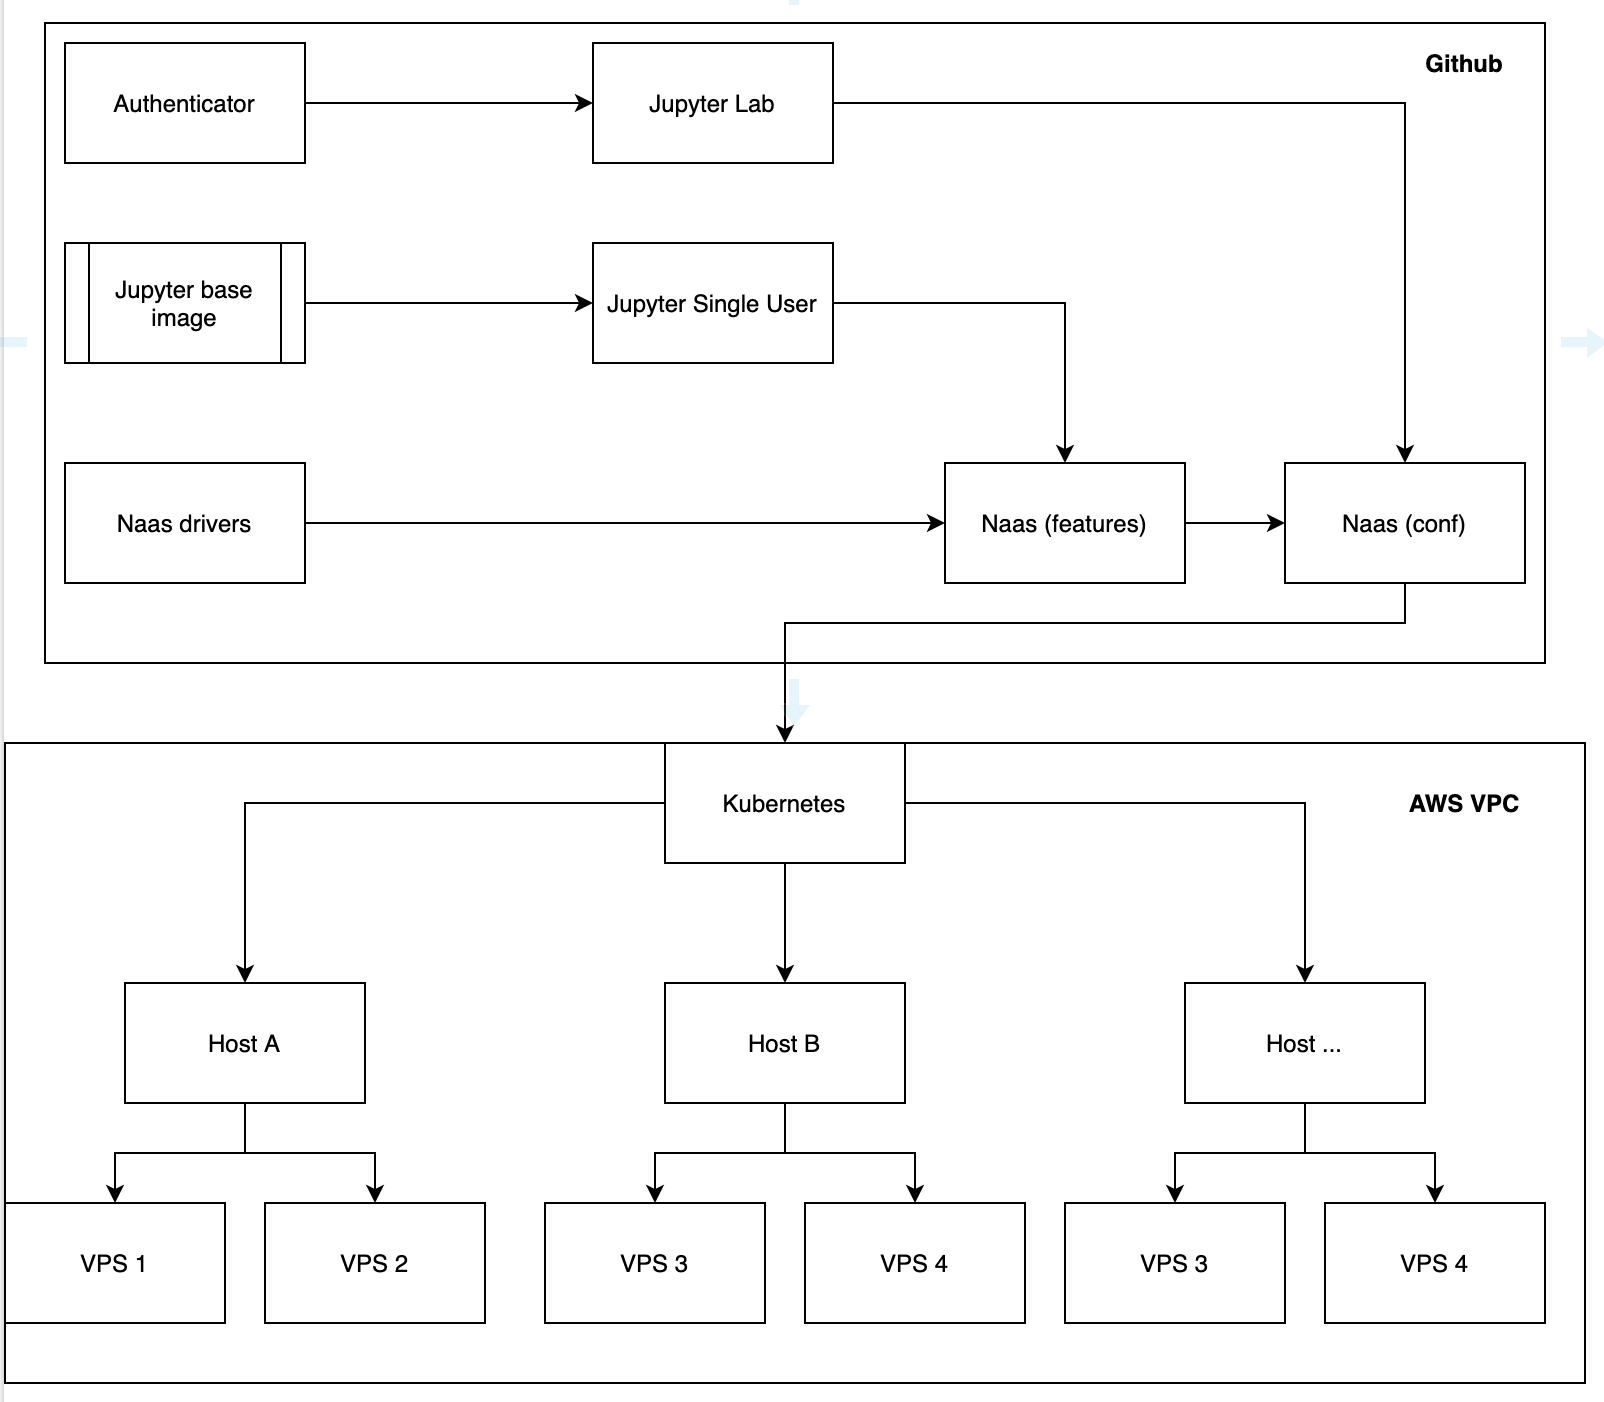 Github
Authenticator
Jupyter Lab
Jupyter base
image
Jupyter Single User
Naas drivers
Naas (features)
Naas (conf)
Kubernetes
AWS VPC
Host A
Host B
Host ...
VPS 1
VPS 2
VPS 3
VPS 4
VPS 3
VPS 4